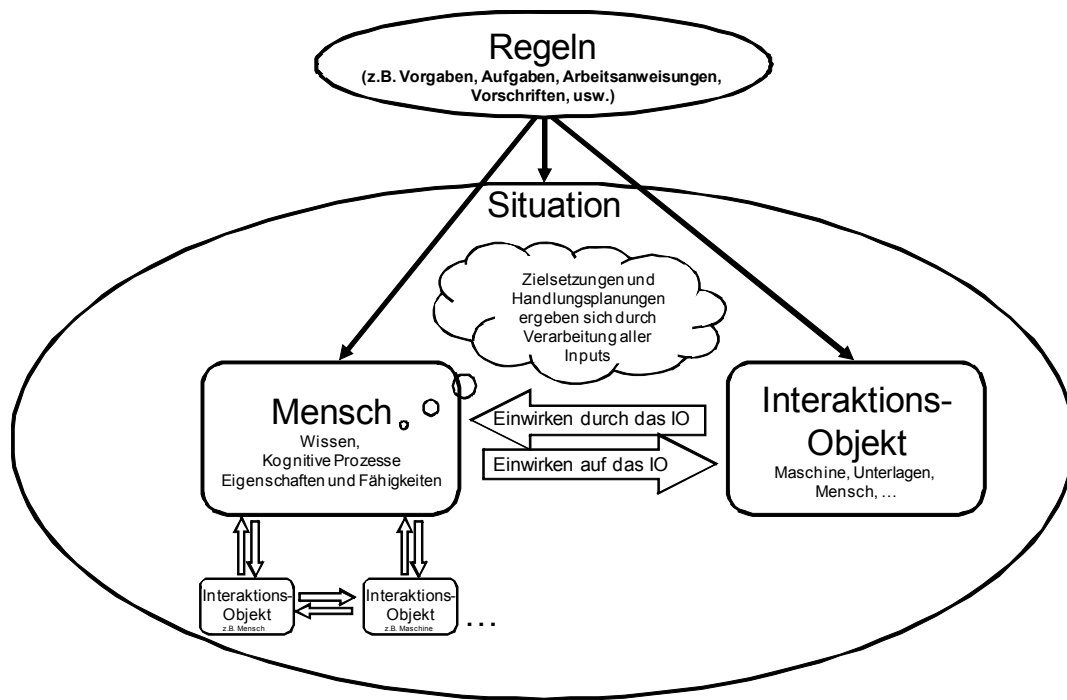 Regeln
(z.B. Vorgaben, Aufgaben, Arbeitsanweisungen,
Vorschriften, usw.)
Situation
Zielsetzungen und
Handlungsplanungen
ergeben sich durch
Verarbeitung aller
Inputs
Mensch
Wissen,
Kognitive Prozesse
Eigenschaften und Fähigkeiten
Einwirken durch das IO
Einwirken auf das IO
Interaktions-
Objekt
Maschine, Unterlagen,
Mensch, ...
Interaktions-
Objekt
z.B. Mensch
Interaktions-
Objekt
z.B. Maschine
...